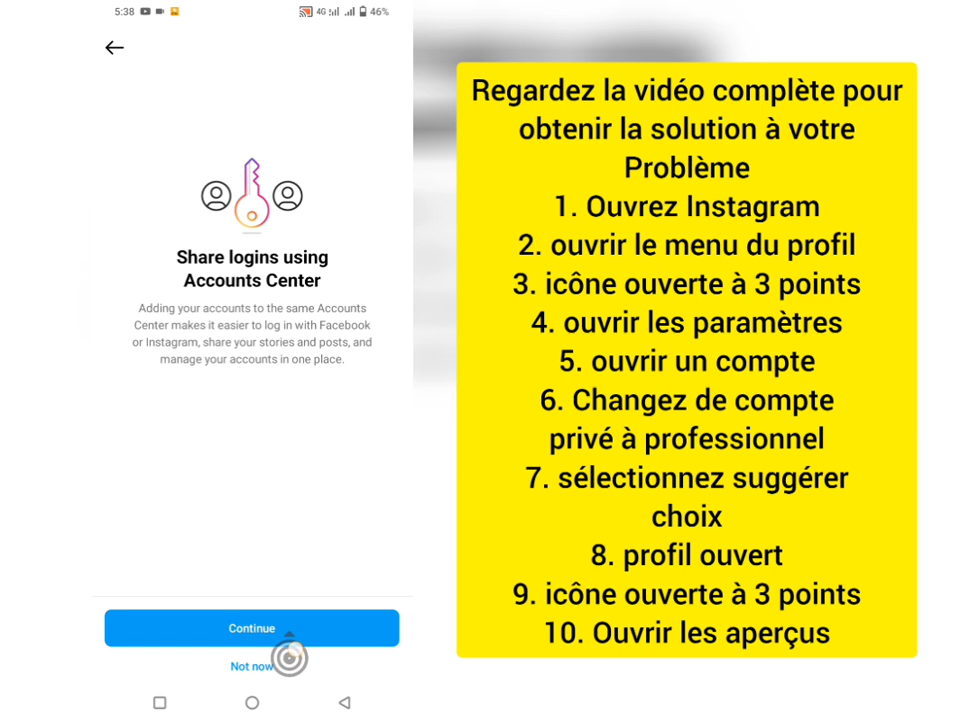 5:38
4G
46%
Share logins using
Accounts Center
Adding your accounts to the same Accounts
Center makes it easier to log in with Facebook
or Instagram, share your stories and posts, and
manage your accounts in one place.
Continue
Not now
Regardez la vidéo complète pour
obtenir la solution à votre
Problème
1. Ouvrez Instagram
2. ouvrir le menu du profil
3. icône ouverte à 3 points
4. ouvrir les paramètres
5. ouvrir un compte
6. Changez de compte
privé à professionnel
7. sélectionnez suggérer
choix
8. profil ouvert
9. icône ouverte à 3 points
10. Ouvrir les aperçus